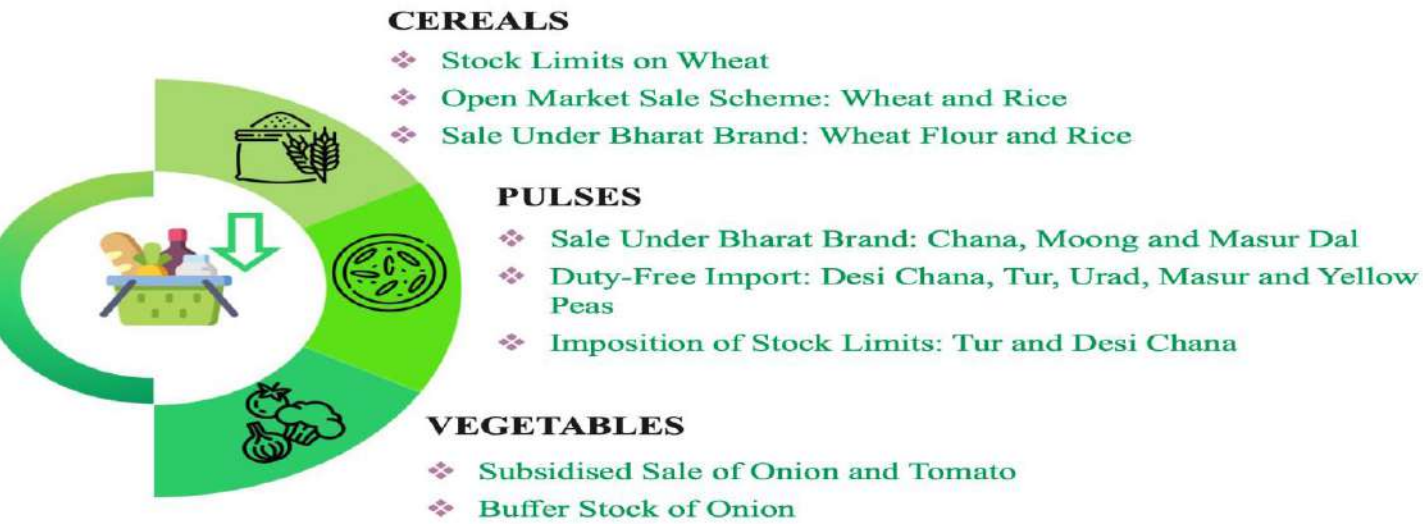 CEREALS
❖ Stock Limits on Wheat
❖ Open Market Sale Scheme: Wheat and Rice
❖ Sale Under Bharat Brand: Wheat Flour and Rice
PULSES
❖ Sale Under Bharat Brand: Chana, Moong and Masur Dal
❖ Duty-Free Import: Desi Chana, Tur, Urad, Masur and Yellow
Peas
❖ Imposition of Stock Limits: Tur and Desi Chana
VEGETABLES
❖ Subsidised Sale of Onion and Tomato
❖ Buffer Stock of Onion